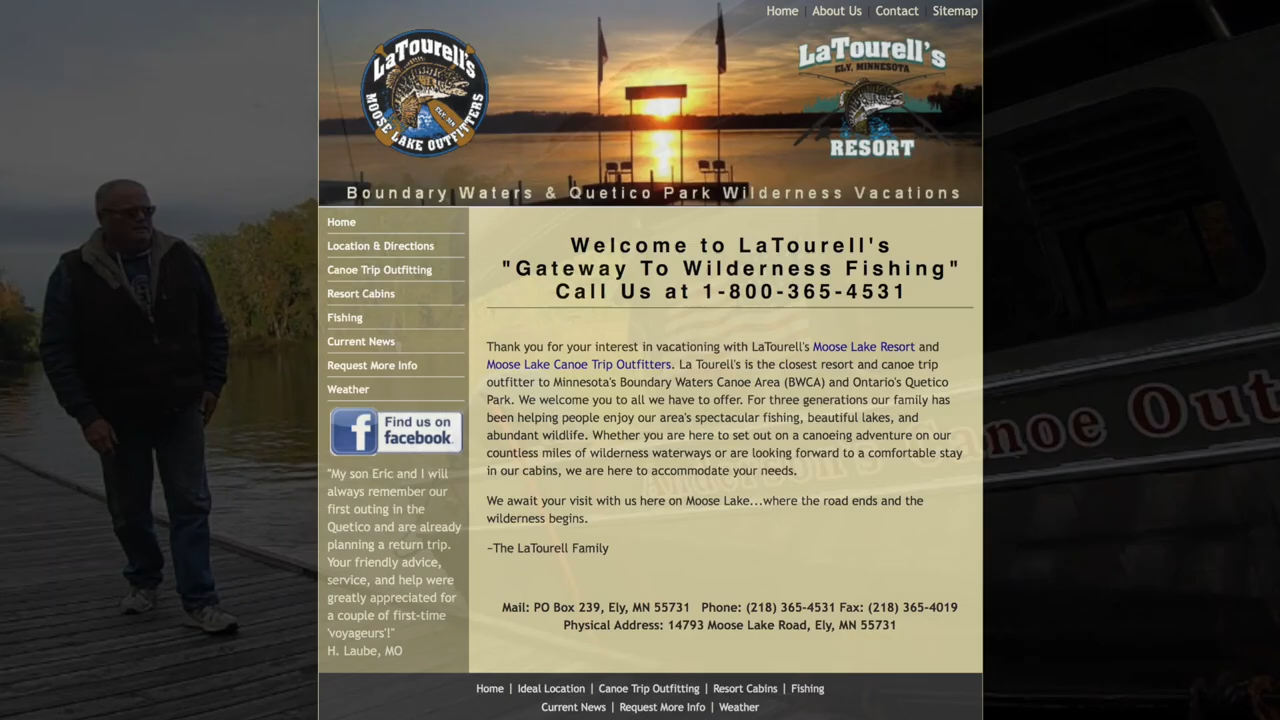 Home | About Us | Contact | Sitemap
LaTourell's
MOOSE LAKE OUTFITTERS
ELY, MN
LaTourell's
ELY, MINNESOTA
RESORT
Boundary Waters & Quetico Park Wilderness Vacations
Home
Location & Directions
Canoe Trip Outfitting
Resort Cabins
Fishing
Current News
Request More Info
Weather
Find us on
facebook
"My son Eric and I will
always remember our
first outing in the
Quetico and are already
planning a return trip.
Your friendly advice,
service, and help were
greatly appreciated for
a couple of first-time
'voyageurs'!"
H. Laube, MO
Welcome to LaTourell's
"Gateway To Wilderness Fishing"
Call Us at 1-800-365-4531
Thank you for your interest in vacationing with LaTourell's Moose Lake Resort and
Moose Lake Canoe Trip Outfitters. La Tourell's is the closest resort and canoe trip
outfitter to Minnesota's Boundary Waters Canoe Area (BWCA) and Ontario's Quetico
Park. We welcome you to all we have to offer. For three generations our family has
been helping people enjoy our area's spectacular fishing, beautiful lakes, and
abundant wildlife. Whether you are here to set out on a canoeing adventure on our
countless miles of wilderness waterways or are looking forward to a comfortable stay
in our cabins, we are here to accommodate your needs.
We await your visit with us here on Moose Lake...where the road ends and the
wilderness begins.
~The LaTourell Family
Mail: PO Box 239, Ely, MN 55731 Phone: (218) 365-4531 Fax: (218) 365-4019
Physical Address: 14793 Moose Lake Road, Ely, MN 55731
Home | Ideal Location | Canoe Trip Outfitting | Resort Cabins | Fishing
Current News | Request More Info | Weather
Canoe Out